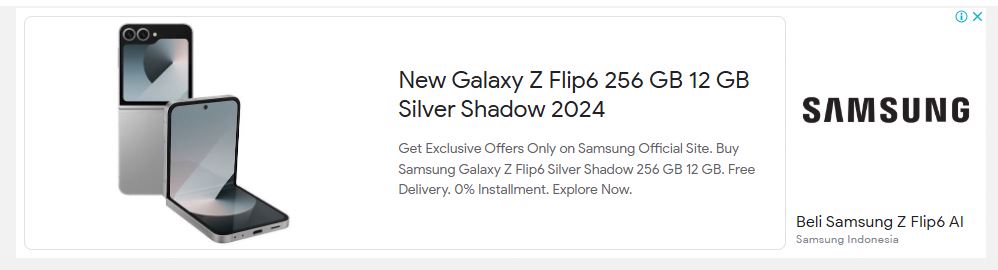 New Galaxy Z Flip6 256 GB 12 GB
Silver Shadow 2024
Get Exclusive Offers Only on Samsung Official Site. Buy
Samsung Galaxy Z Flip6 Silver Shadow 256 GB 12 GB. Free
Delivery. 0% Installment. Explore Now.
SAMSUNG
Beli Samsung Z Flip6 AI
Samsung Indonesia